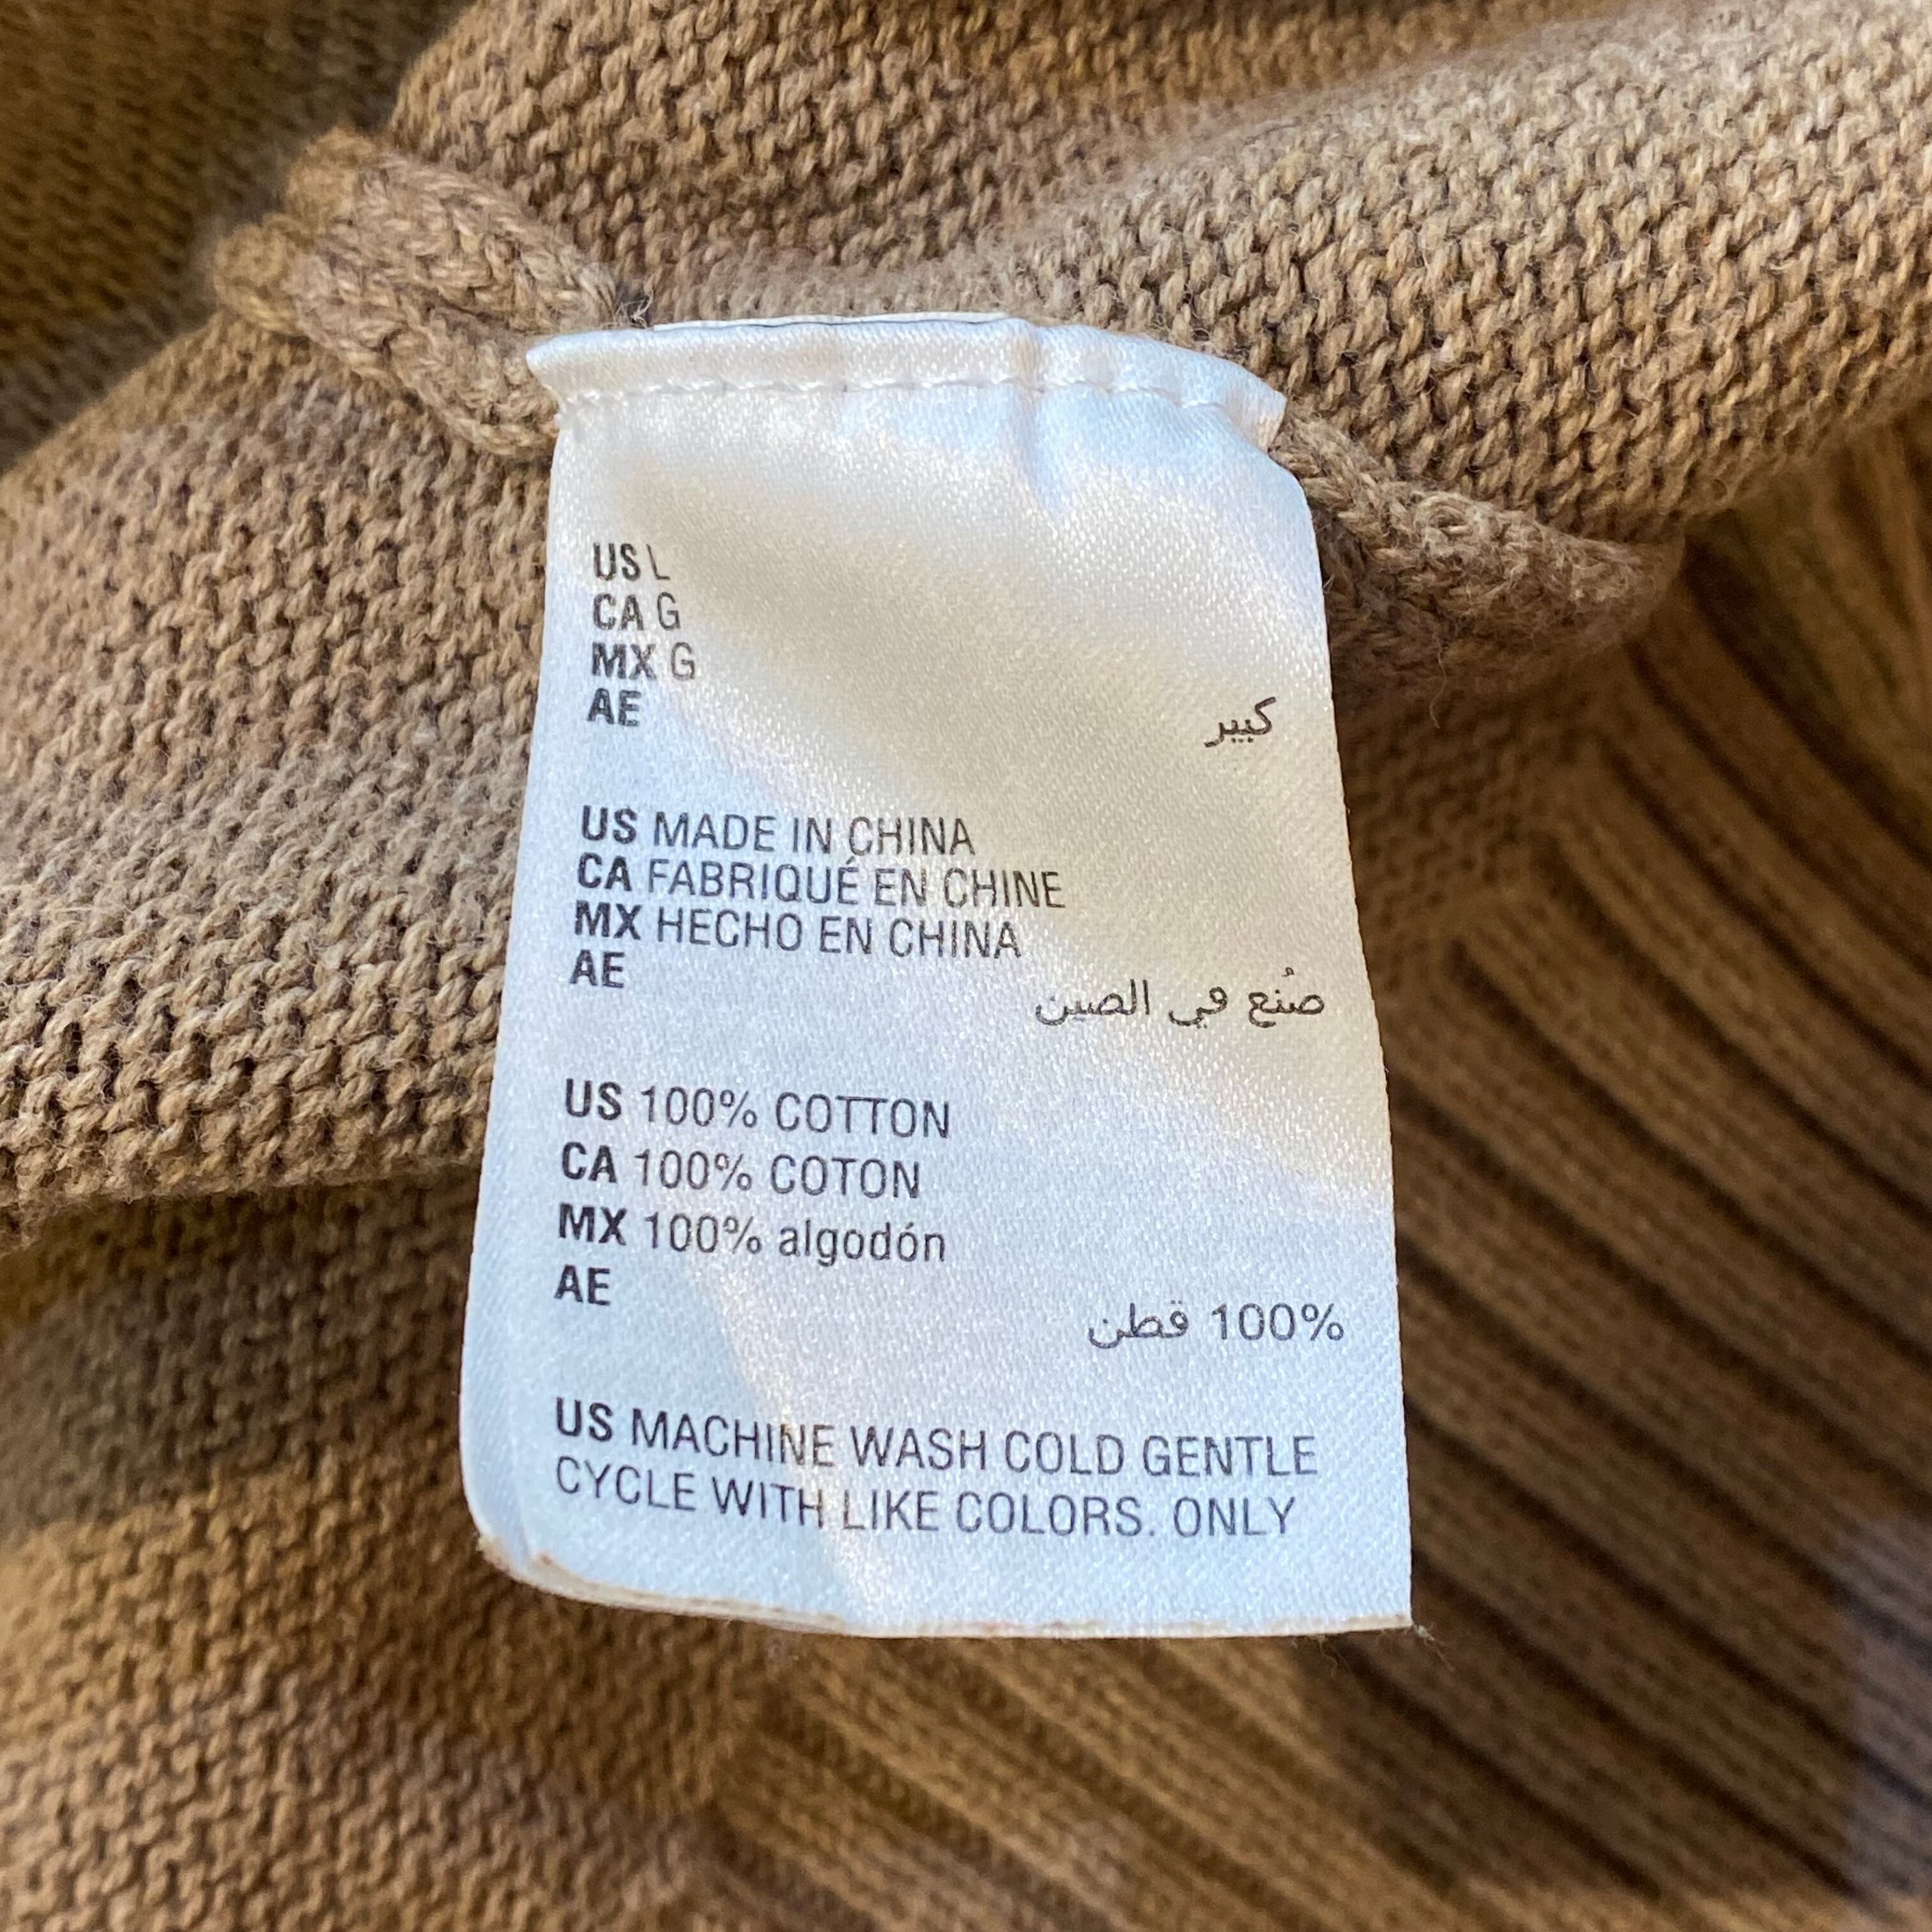 US L
CA G
MX G
AE
كبير
US MADE IN CHINA
CA FABRIQUÉ EN CHINE
MX HECHO EN CHINA
AE
صُنع في الصين
US 100% COTTON
CA 100% COTON
MX 100% algodón
AE
100% قطن
US MACHINE WASH COLD GENTLE
CYCLE WITH LIKE COLORS. ONLY